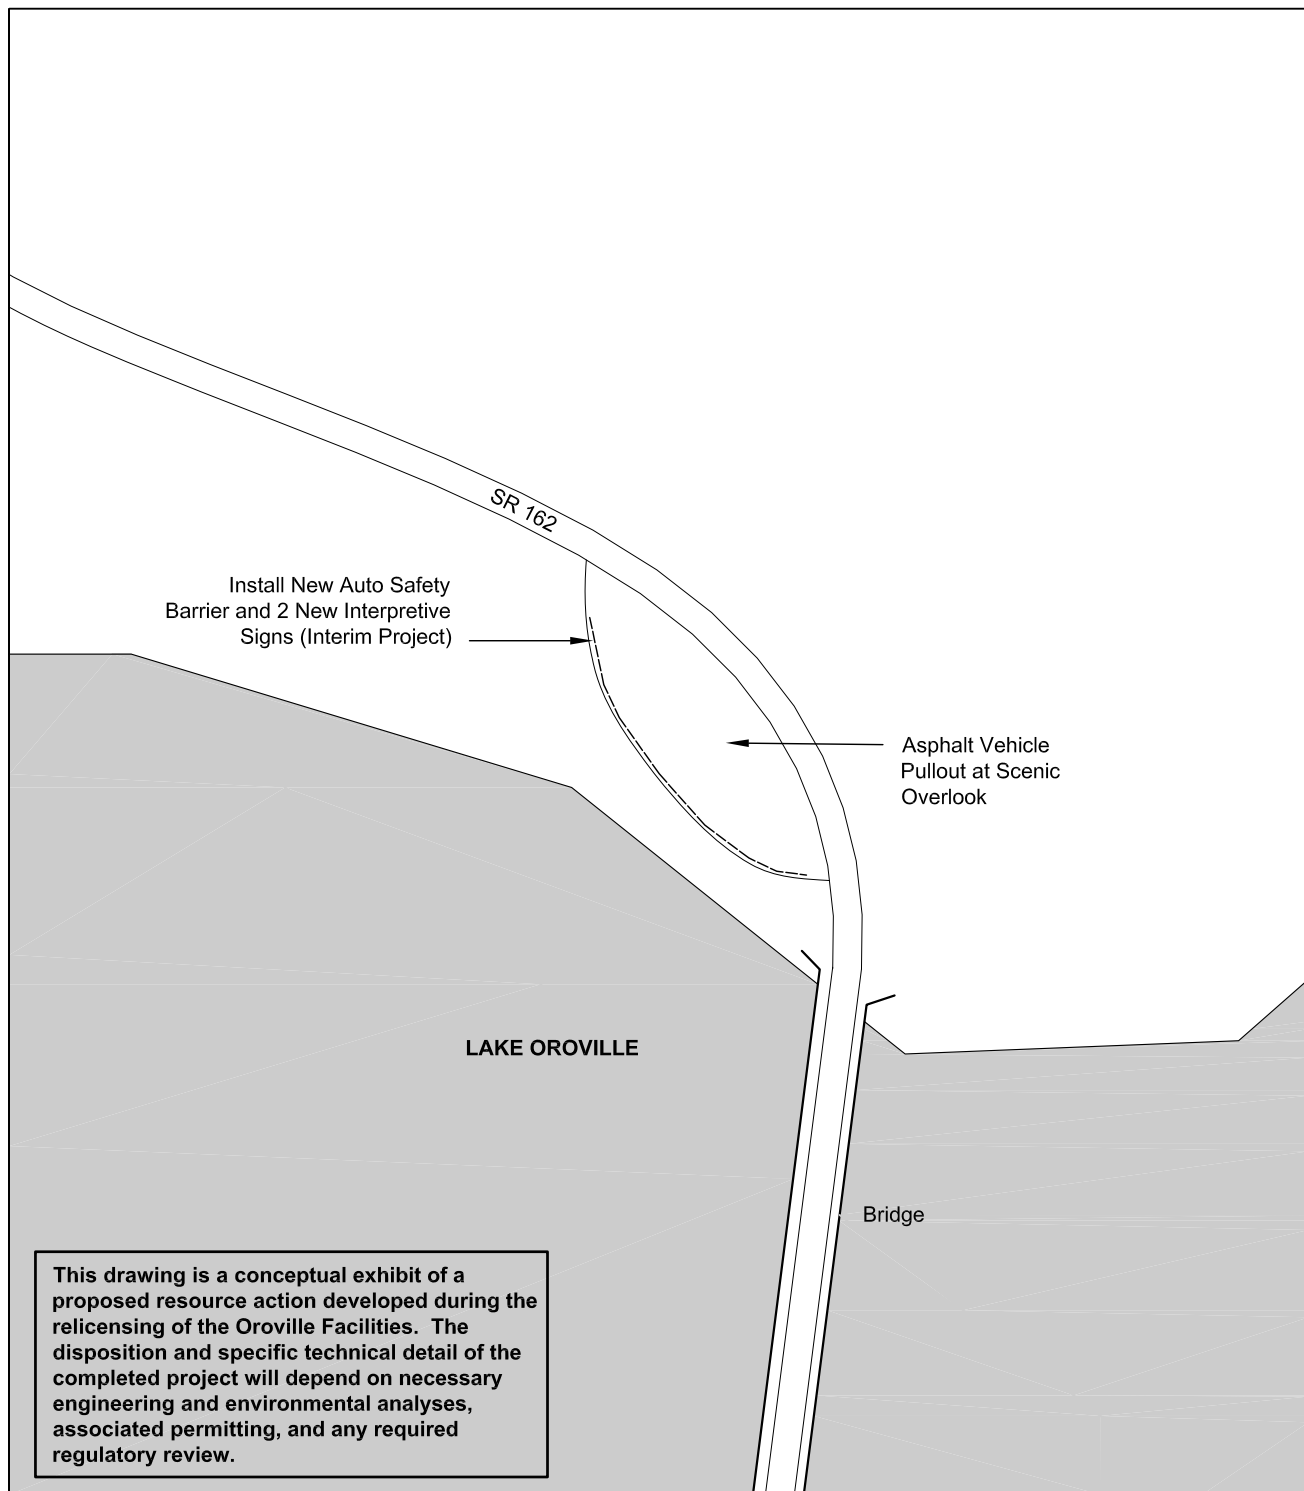 SR 162
Install New Auto Safety
Barrier and 2 New Interpretive
Signs (Interim Project)
Asphalt Vehicle
Pullout at Scenic
Overlook
LAKE OROVILLE
Bridge
This drawing is a conceptual exhibit of a
proposed resource action developed during the
relicensing of the Oroville Facilities.  The
disposition and specific technical detail of the
completed project will depend on necessary
engineering and environmental analyses,
associated permitting, and any required
regulatory review.